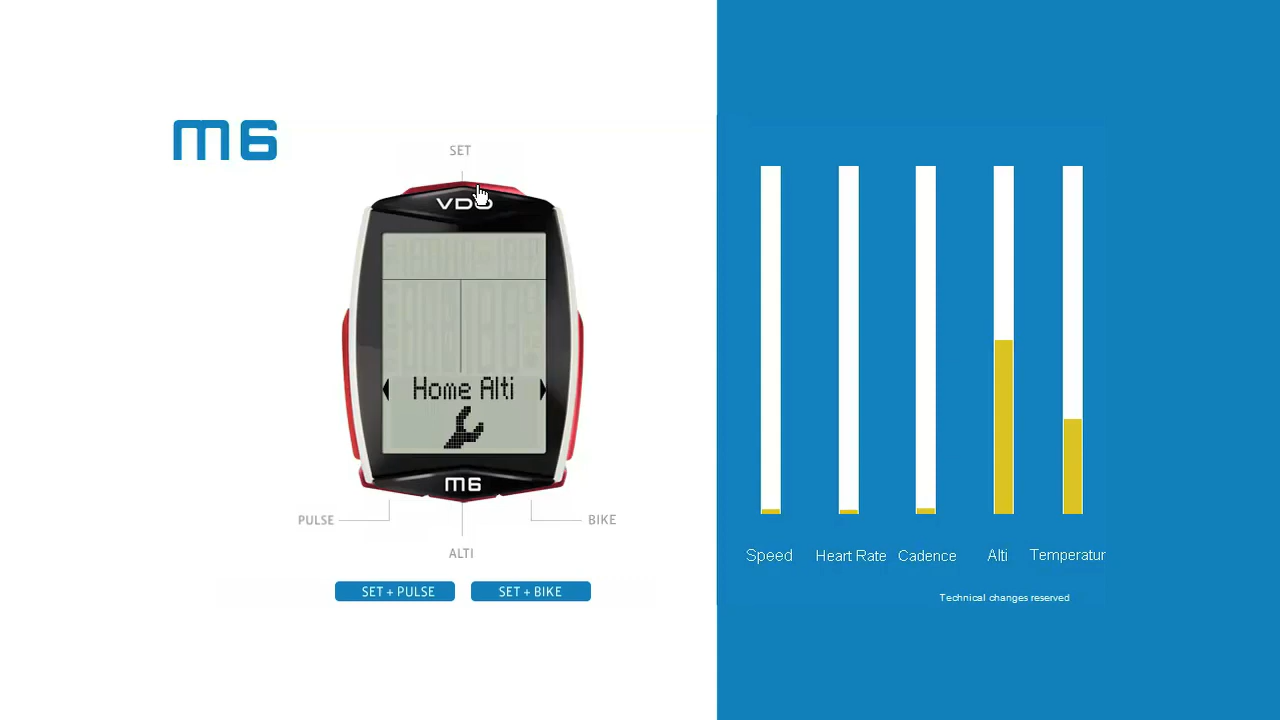 M6
SET
VDO
Home Alti
M6
PULSE
BIKE
ALTI
SET + PULSE
SET + BIKE
Speed
Heart Rate
Cadence
Alti
Temperatur
Technical changes reserved